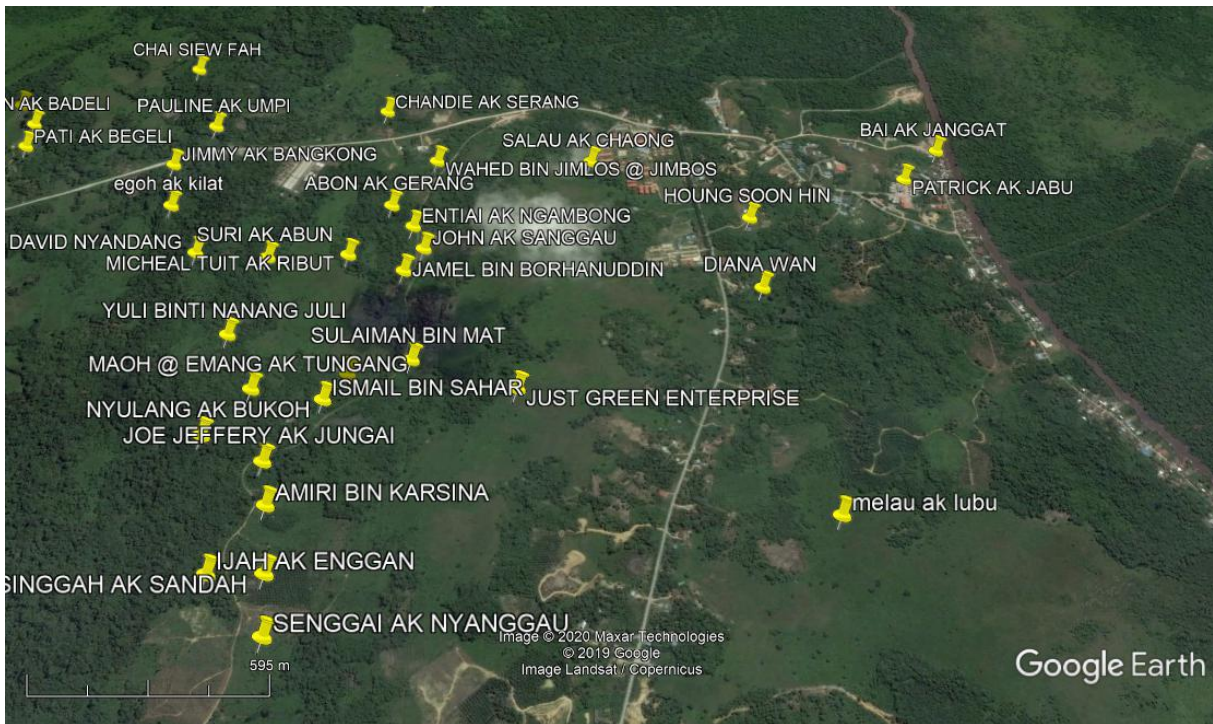 CHAI SIEW FAH
N AK BADELI
PAULINE AK UMPI
CHANDIE AK SERANG
PATI AK BEGELI
JIMMY AK BANGKONG
SALAU AK CHAONG
BAI AK JANGGAT
WAHED BIN JIMLOS @ JIMBOS
egoh ak kilat
ABON AK GERANG
PATRICK AK JABU
HOUNG SOON HIN
ENTIAI AK NGAMBONG
DAVID NYANDANG
SURI AK ABUN
JOHN AK SANGGAU
MICHEAL TUIT AK RIBUT
JAMEL BIN BORHANUDDIN
DIANA WAN
YULI BINTI NANANG JULI
SULAIMAN BIN MAT
MAOH @ EMANG AK TUNGANG
ISMAIL BIN SAHAR
JUST GREEN ENTERPRISE
NYULANG AK BUKOH
JOE JEFFERY AK JUNGAI
AMIRI BIN KARSINA
melau ak lubu
IJAH AK ENGGAN
SINGGAH AK SANDAH
SENGGAI AK NYANGGAU
Image © 2020 Maxar Technologies
© 2019 Google
Image Landsat / Copernicus
595 m
Google Earth